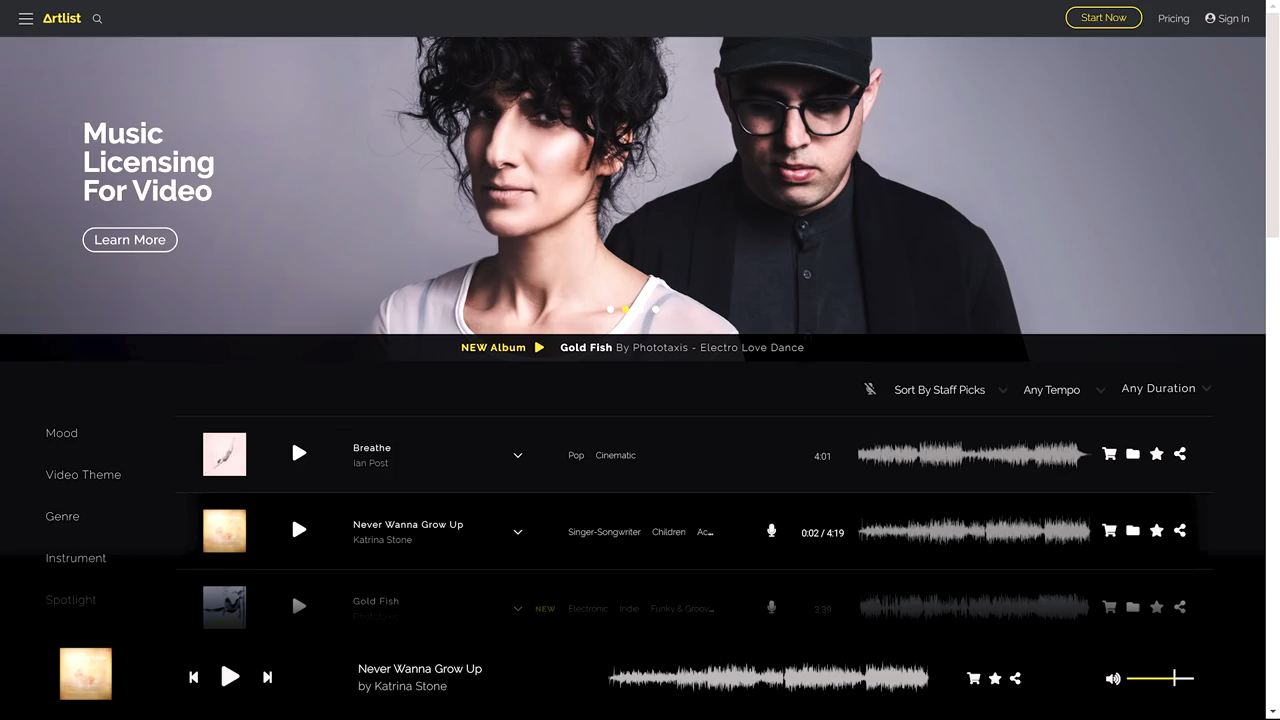 Artlist
Start Now
Pricing
Sign In
Music
Licensing
For Video
Learn More
NEW Album
Gold Fish By Phototaxis - Electro Love Dance
Sort By Staff Picks
Any Tempo
Any Duration
Mood
Video Theme
Genre
Instrument
Spotlight
Breathe
Ian Post
Pop Cinematic
4:01
Never Wanna Grow Up
Katrina Stone
Singer-Songwriter Children Ac...
0:02 / 4:19
Gold Fish
Phototaxis
NEW
Electronic Indie Funky & Groov...
3:39
Never Wanna Grow Up
by Katrina Stone